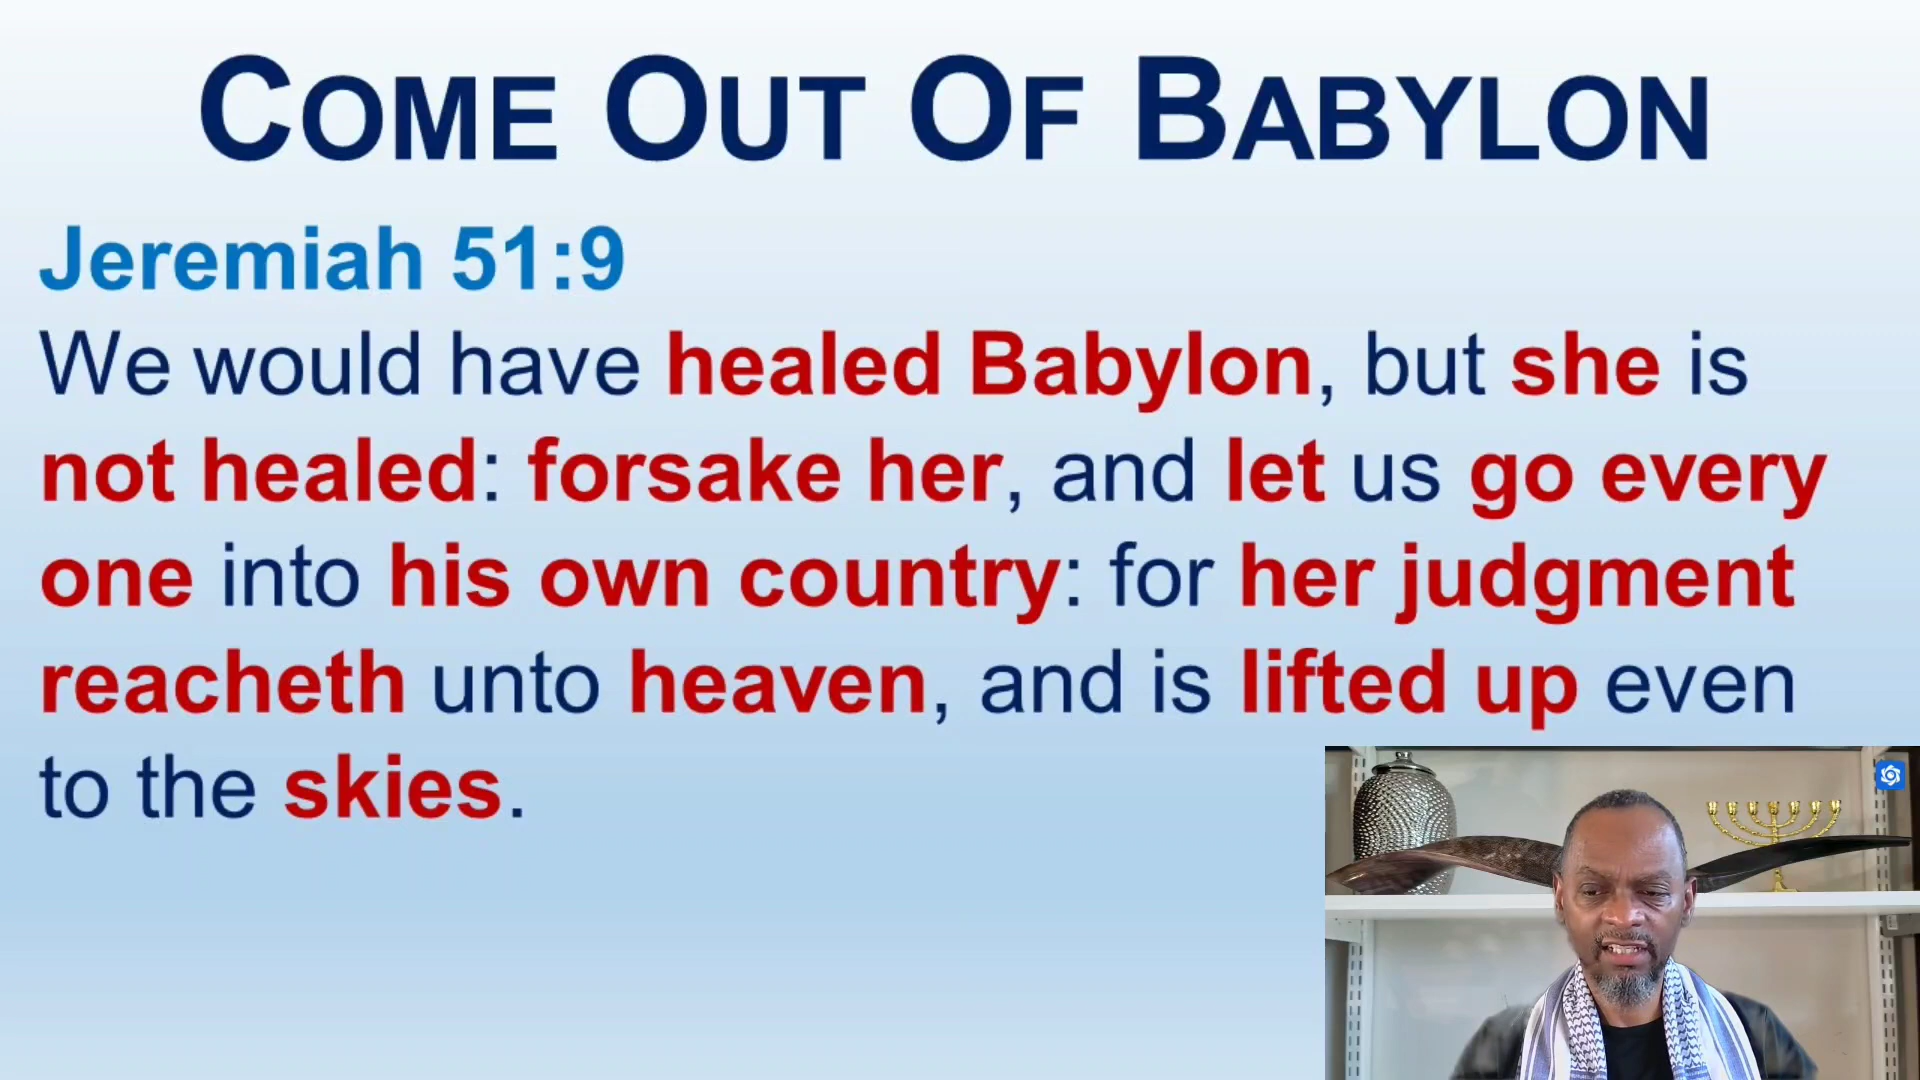 COME OUT OF BABYLON
Jeremiah 51:9
We would have healed Babylon, but she is
not healed: forsake her, and let us go every
one into his own country: for her judgment
reacheth unto heaven, and is lifted up even
to the skies.